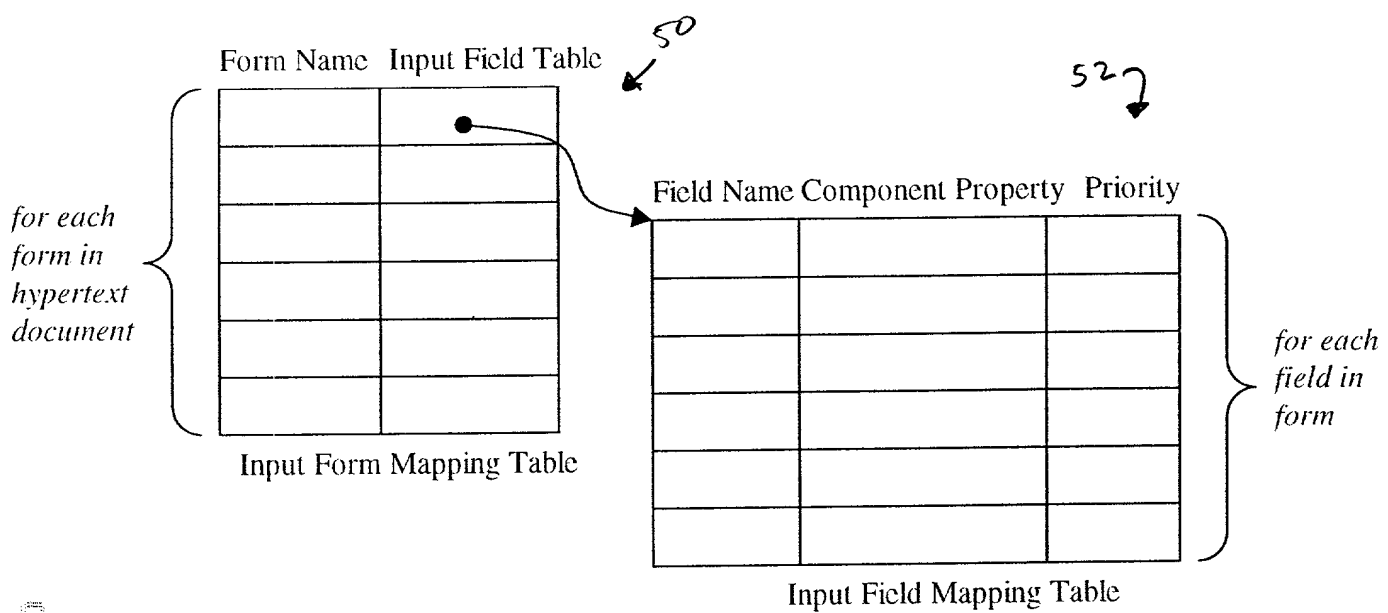 50
Form Name Input Field Table
52
Field Name Component Property Priority
for each
form in
hypertext
document
for each
field in
form
Input Form Mapping Table
Input Field Mapping Table